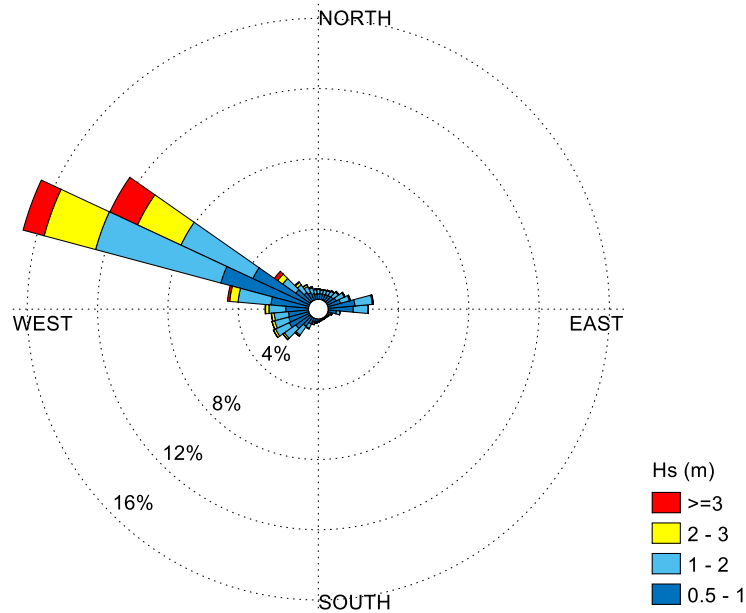 NORTH
WEST
EAST
4%
8%
12%
16%
SOUTH
Hs (m)
>=3
2 - 3
1 - 2
0.5 - 1